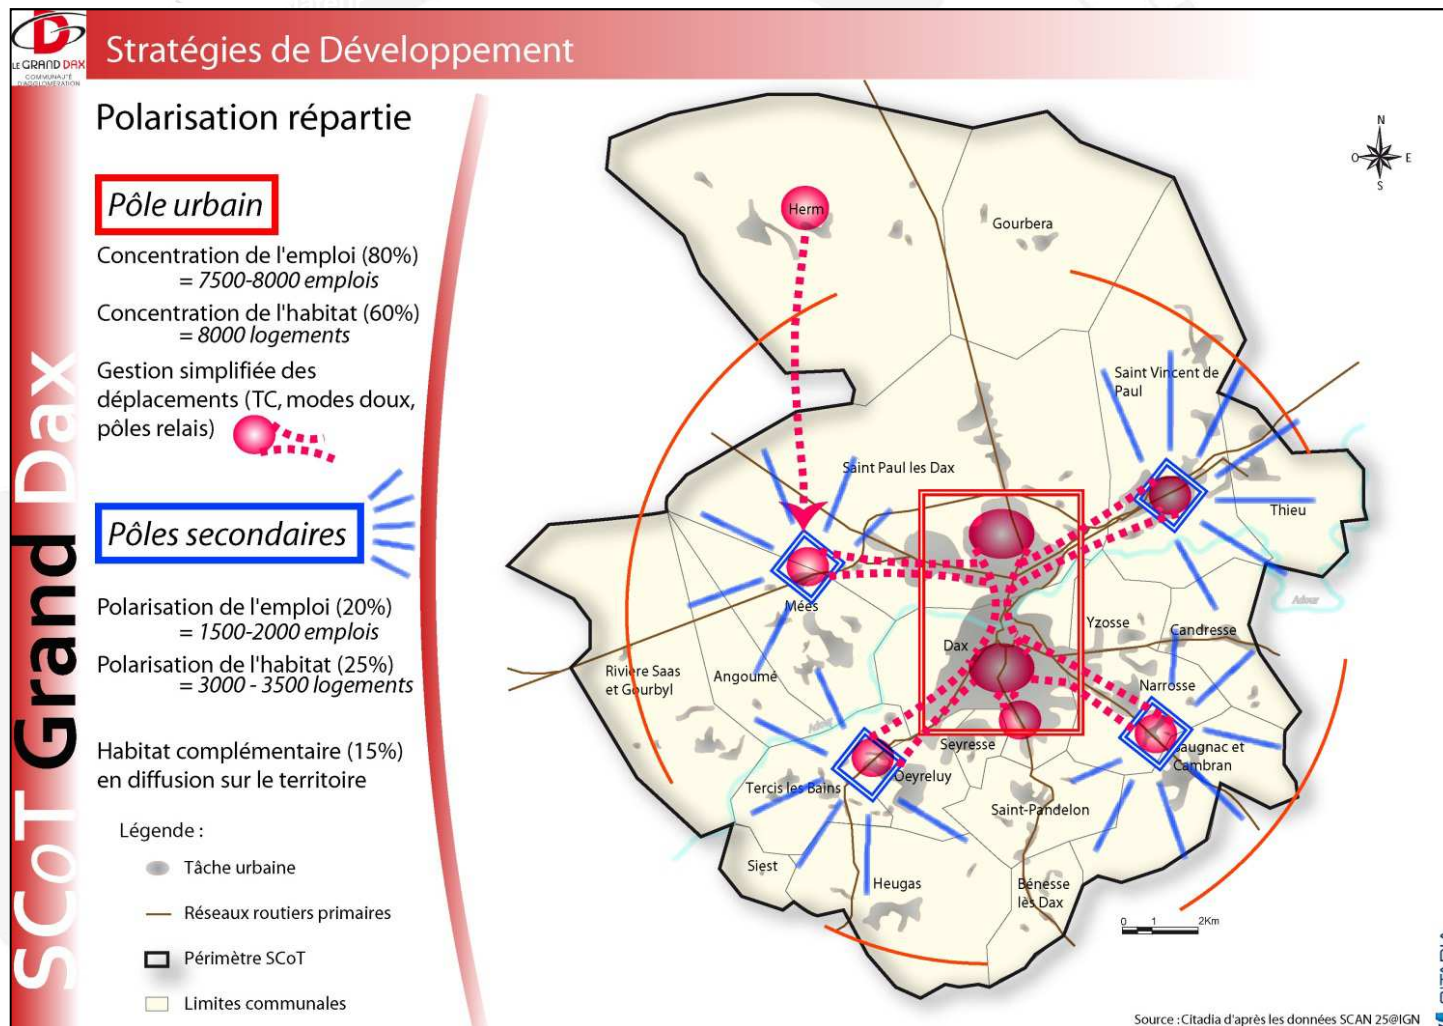 LE GRAND DAX
COMMUNAUTÉ
D'AGGLOMÉRATION
Stratégies de Développement
SCoT Grand Dax
Polarisation répartie
Pôle urbain
Concentration de l'emploi (80%)
= 7500-8000 emplois
Concentration de l'habitat (60%)
= 8000 logements
Gestion simplifiée des
déplacements (TC, modes doux,
pôles relais)
Pôles secondaires
Polarisation de l'emploi (20%)
= 1500-2000 emplois
Polarisation de l'habitat (25%)
= 3000 - 3500 logements
Habitat complémentaire (15%)
en diffusion sur le territoire
Légende :
Tâche urbaine
Réseaux routiers primaires
Périmètre SCoT
Limites communales
N
O
E
S
Herm
Gourbera
Saint Vincent de
Paul
Saint Paul les Dax
Thieu
Adour
Mées
Yzosse
Candresse
Dax
Rivière Saas
et Gourbyl
Angoumé
Narrosse
Adour
Seyresse
Saugnac et
Cambran
Oeyreluy
Tercis les Bains
Saint-Pandelon
Siest
Heugas
Bénesse
lès Dax
0 1 2Km
CITADIA
Source : Citadia d'après les données SCAN 25@IGN